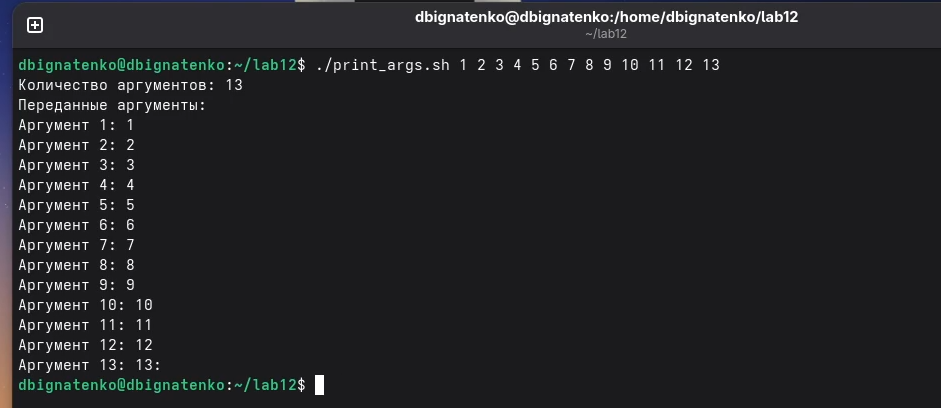 dbignatenko@dbignatenko:/home/dbignatenko/lab12
~/lab12
dbignatenko@dbignatenko:~/lab12$ ./print_args.sh 1 2 3 4 5 6 7 8 9 10 11 12 13
Количество аргументов: 13
Переданные аргументы:
Аргумент 1: 1
Аргумент 2: 2
Аргумент 3: 3
Аргумент 4: 4
Аргумент 5: 5
Аргумент 6: 6
Аргумент 7: 7
Аргумент 8: 8
Аргумент 9: 9
Аргумент 10: 10
Аргумент 11: 11
Аргумент 12: 12
Аргумент 13: 13:
dbignatenko@dbignatenko:~/lab12$